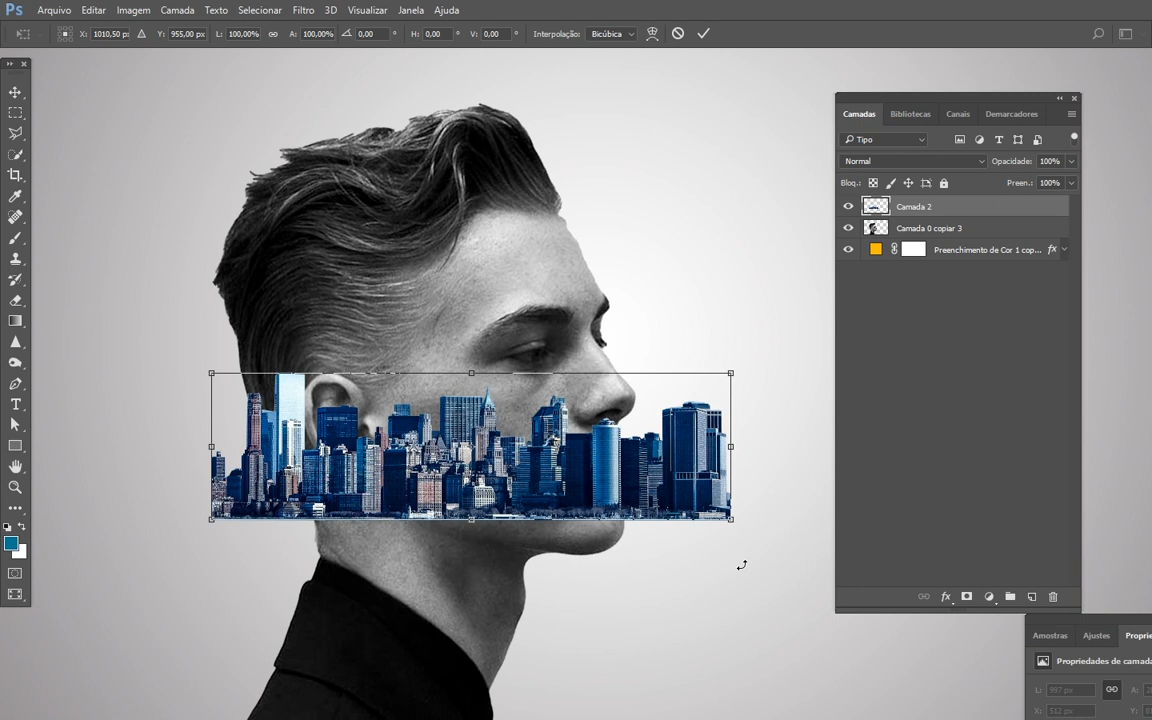 Ps Arquivo Editar Imagem Camada Texto Selecionar Filtro 3D Visualizar Janela Ajuda
X: 1010,50 px Y: 955,00 px L: 100,00% A: 100,00% 0,00 ° H: 0,00 ° V: 0,00 ° Interpolação: Bicúbica
Camadas Bibliotecas Canais Demarcadores
Tipo
Normal Opacidade: 100%
Bloq.: Preen.: 100%
Camada 2
Camada 0 copiar 3
Preenchimento de Cor 1 cop... fx
fx
Amostras Ajustes Proprie
Propriedades de camada
L: 997 px A:
X: 512 px Y: